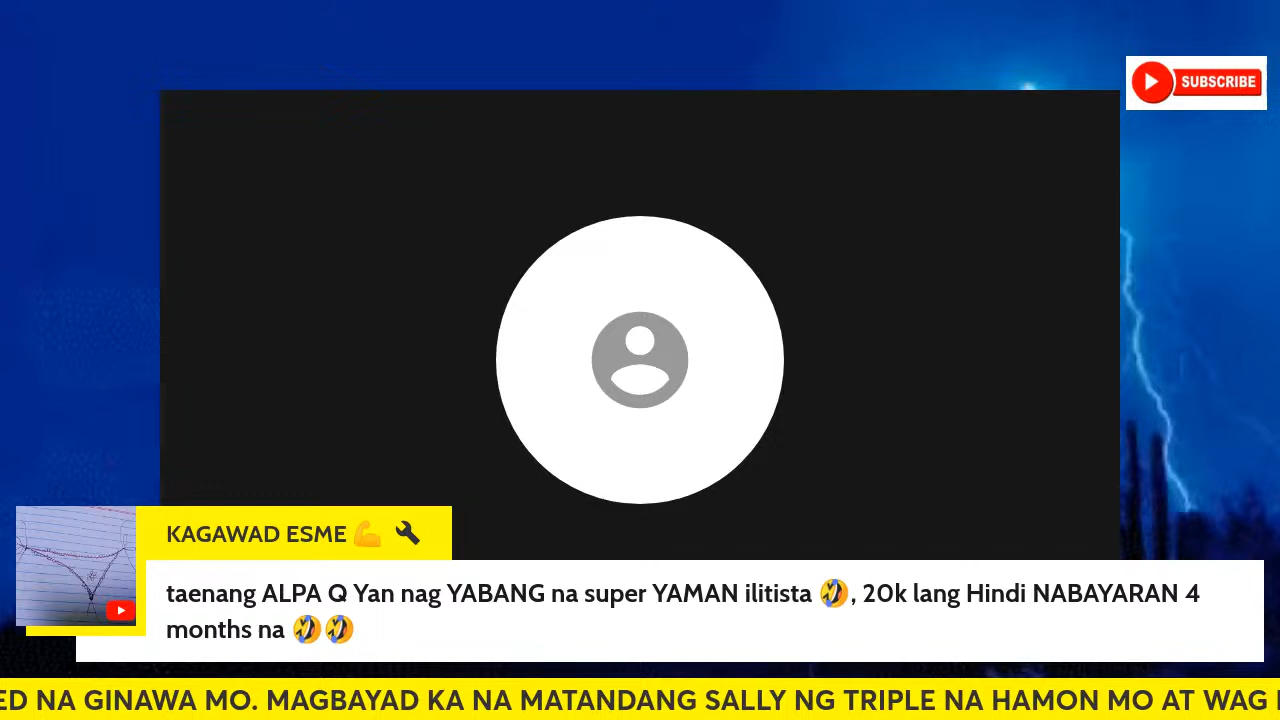 SUBSCRIBE
KAGAWAD ESME 💪 🔧
taenang ALPA Q Yan nag YABANG na super YAMAN ilitista 🤣, 20k lang Hindi NABAYARAN 4
months na 🤣🤣
ED NA GINAWA MO. MAGBAYAD KA NA MATANDANG SALLY NG TRIPLE NA HAMON MO AT WAG